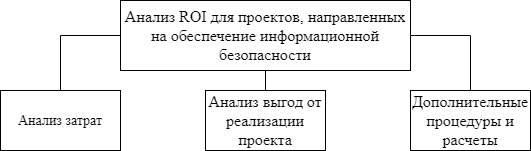 Анализ ROI для проектов, направленных
на обеспечение информационной
безопасности
Анализ затрат
Анализ выгод от
реализации
проекта
Дополнительные
процедуры и
расчеты